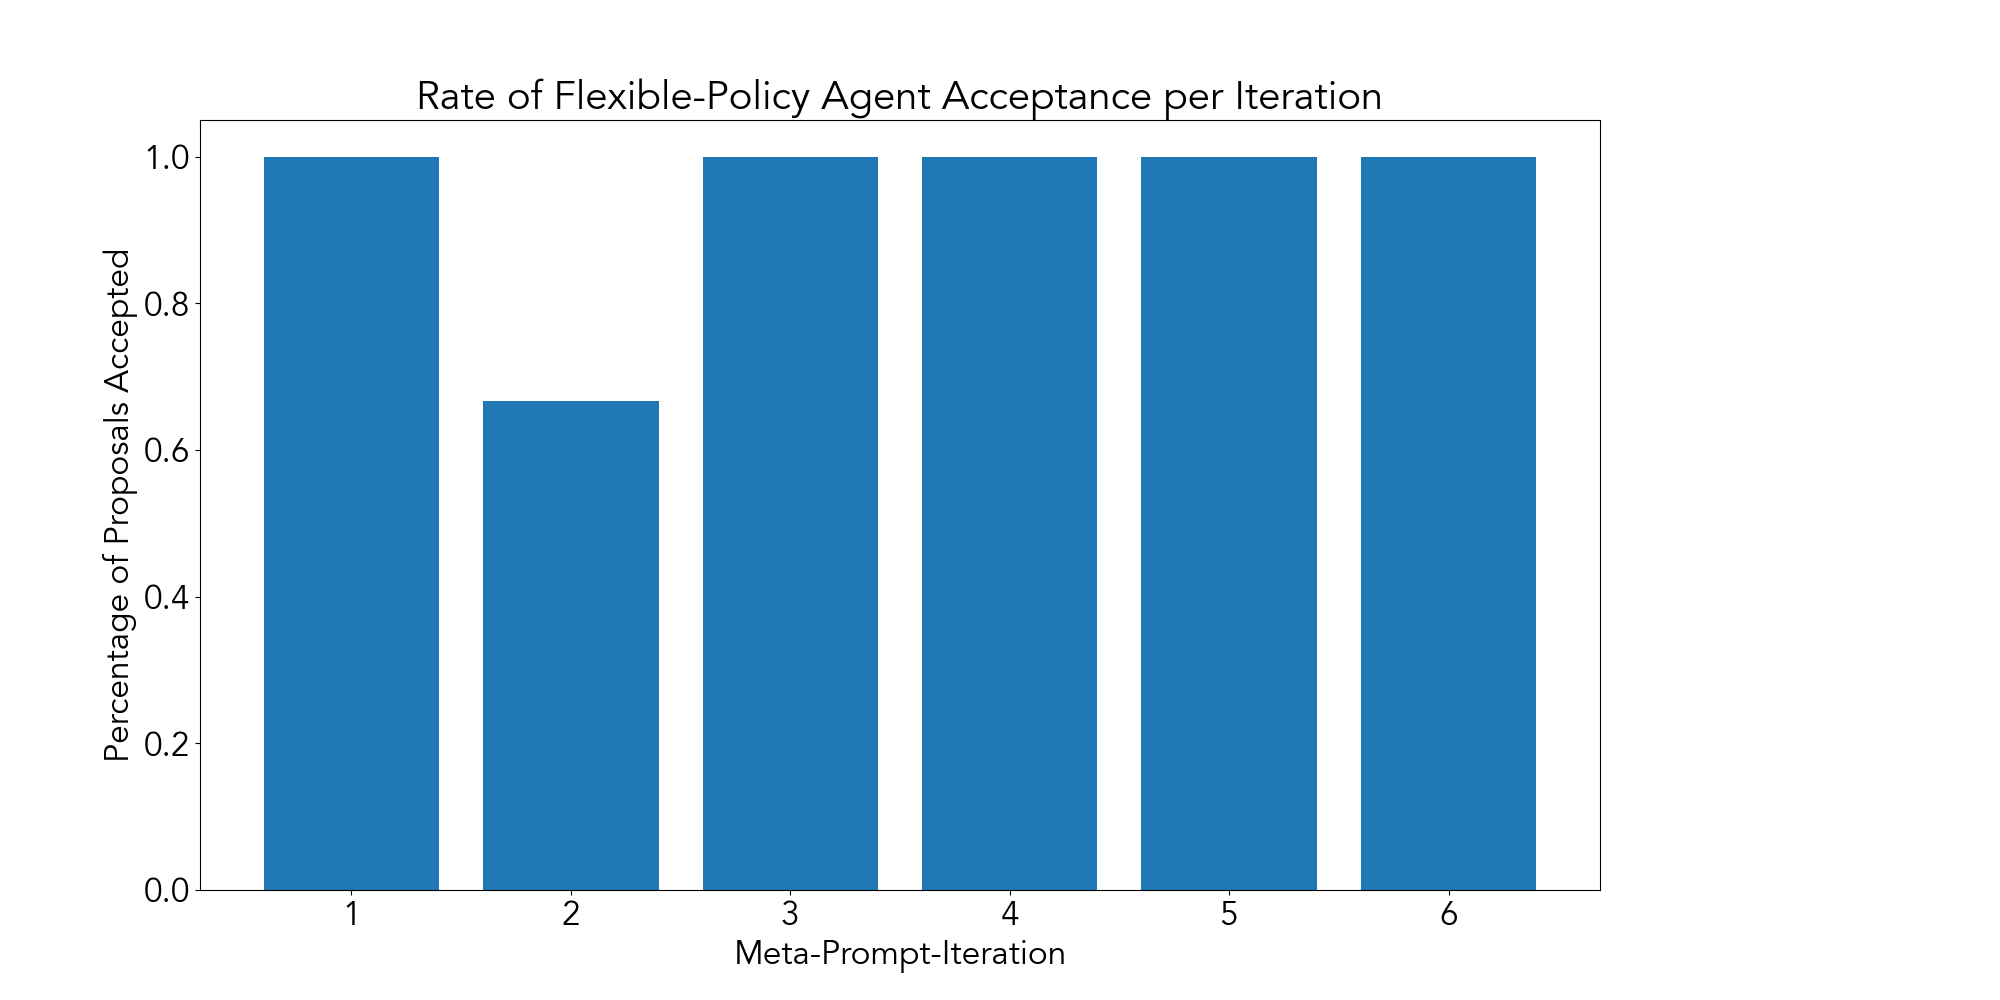 Rate of Flexible-Policy Agent Acceptance per Iteration
Percentage of Proposals Accepted
1.0
0.8
0.6
0.4
0.2
0.0
1 2 3 4 5 6
Meta-Prompt-Iteration